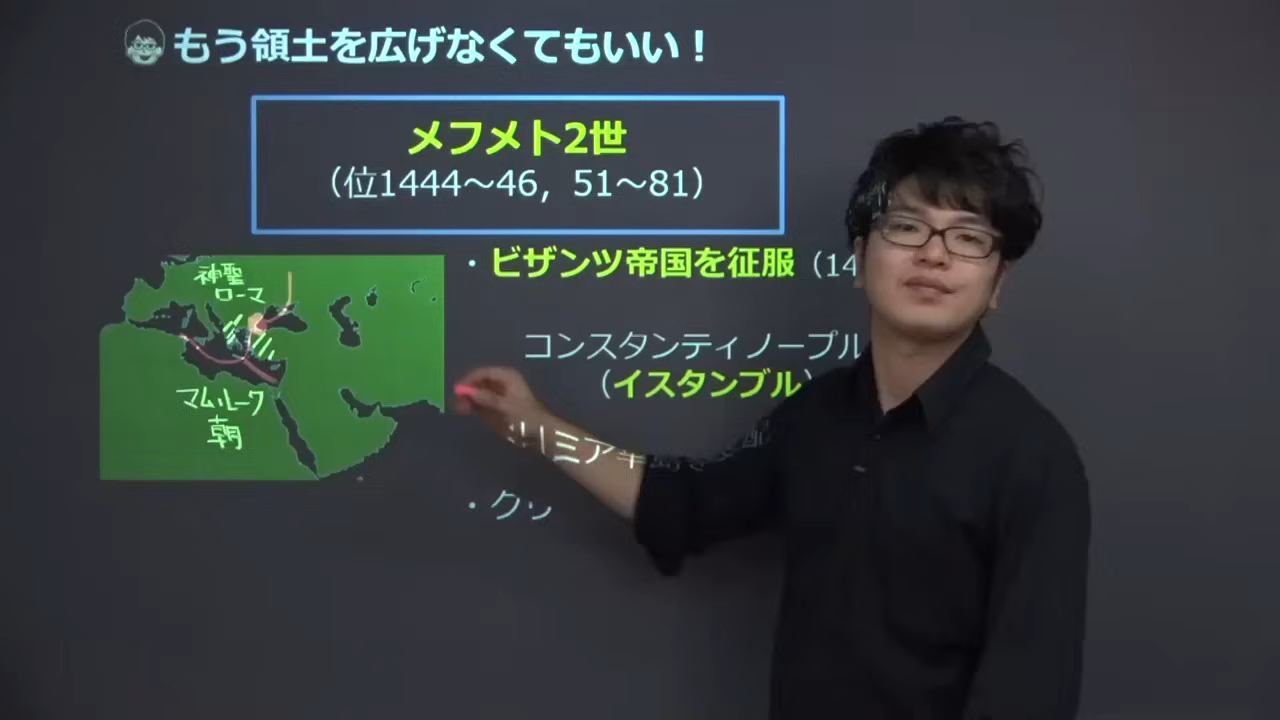 もう領土を広げなくてもいい！
メフメト2世
（位1444〜46，51〜81）
・ビザンツ帝国を征服（14
コンスタンティノープル
（イスタンブル）
リミア半島を支配
・クリ
神聖
ローマ
マムルーク
朝